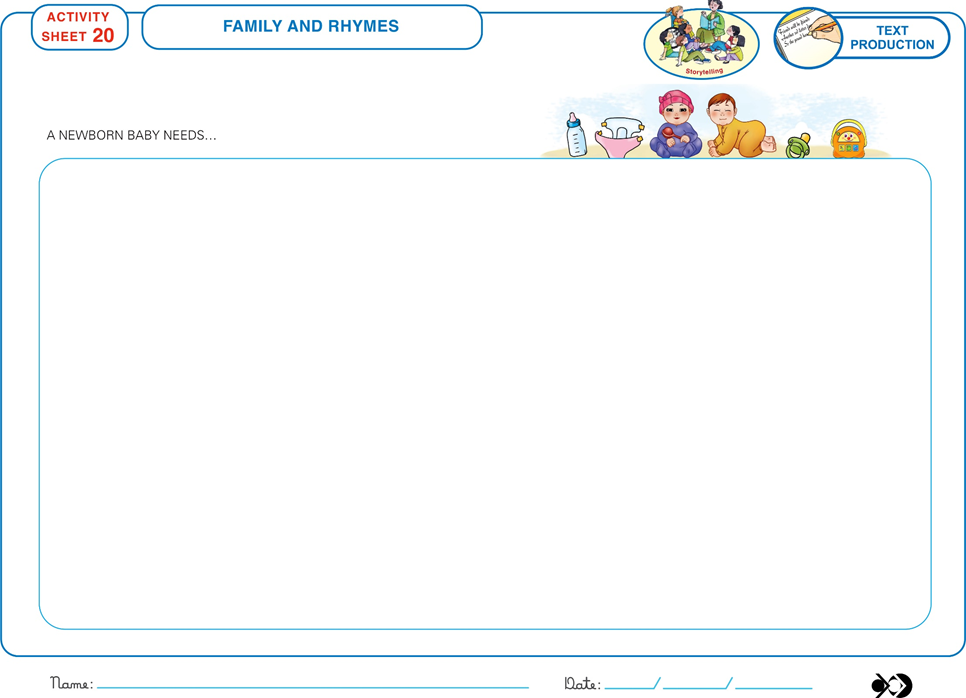 ACTIVITY
SHEET 20
FAMILY AND RHYMES
Storytelling
TEXT
PRODUCTION
A NEWBORN BABY NEEDS...
Name:
Date: / /